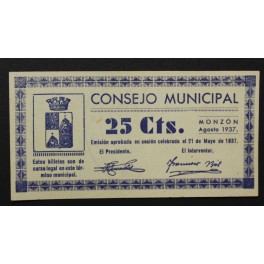 CONSEJO MUNICIPAL
MONZÓN
Agosto 1937.
25 Cts.
Emisión aprobada en sesión celebrada el 21 de Mayo de 1937.
El Presidente.
El Interventor,
Estos billetes son de
curso legal en este tér-
mino municipal.